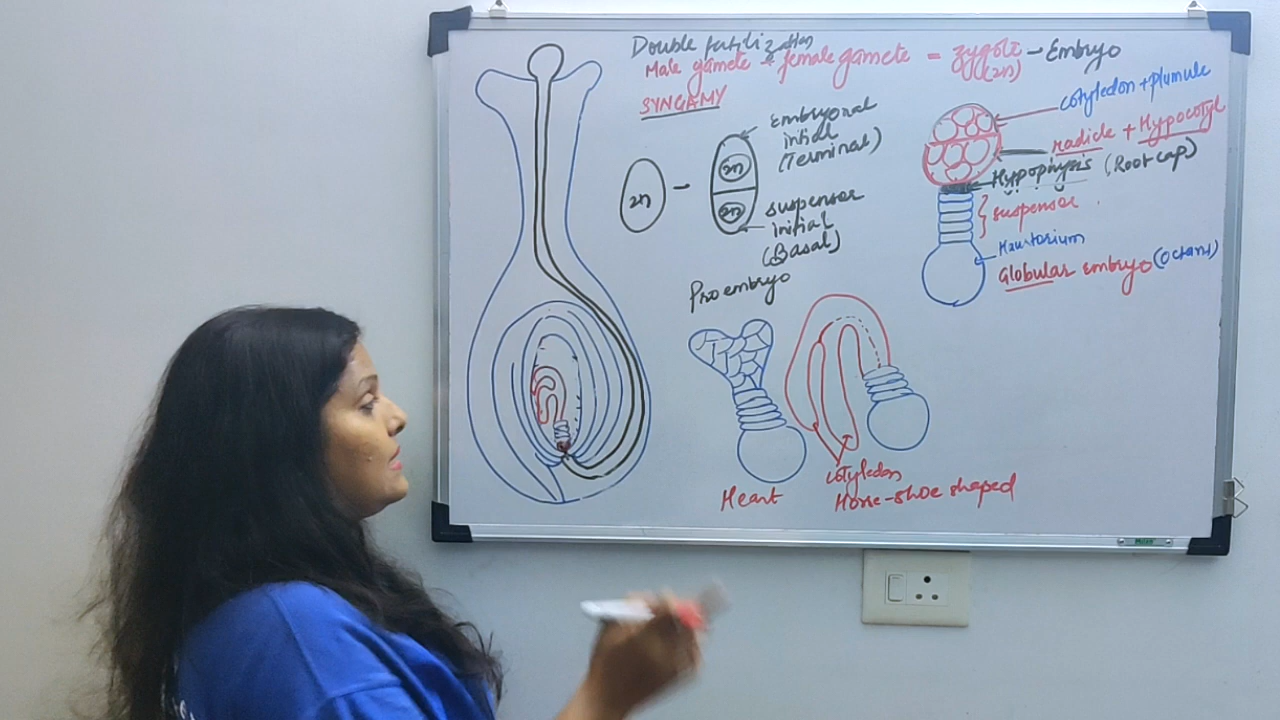 Double fertilization
Male gamete + female gamete = zygote – Embryo
(2n)
SYNGAMY
2n
2n
2n
Embryonal
initial
(Terminal)
suspensor
initial
(Basal)
Proembryo
cotyledon + plumule
radicle + Hypocotyl
Hypophysis (Root cap)
suspensor
Haustorium
Globular embryo (octant)
Heart
cotyledon
Horse-shoe shaped